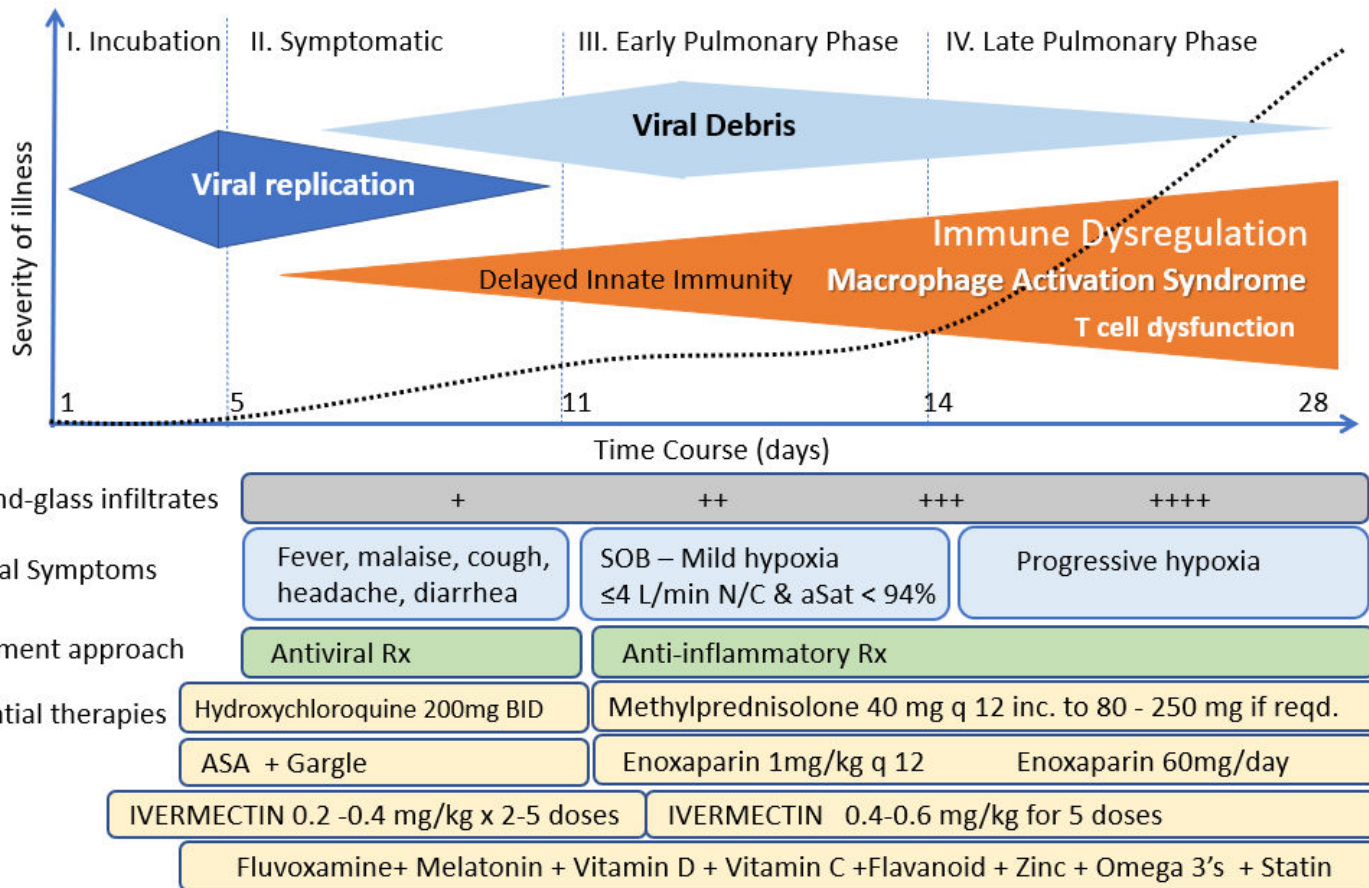 I. Incubation
II. Symptomatic
III. Early Pulmonary Phase
IV. Late Pulmonary Phase
Severity of illness
Viral replication
Viral Debris
Immune Dysregulation
Delayed Innate Immunity
Macrophage Activation Syndrome
T cell dysfunction
1
5
11
14
28
Time Course (days)
nd-glass infiltrates
+
++
+++
++++
al Symptoms
Fever, malaise, cough,
headache, diarrhea
SOB – Mild hypoxia
≤4 L/min N/C & aSat < 94%
Progressive hypoxia
ment approach
Antiviral Rx
Anti-inflammatory Rx
tial therapies
Hydroxychloroquine 200mg BID
Methylprednisolone 40 mg q 12 inc. to 80 - 250 mg if reqd.
ASA + Gargle
Enoxaparin 1mg/kg q 12
Enoxaparin 60mg/day
IVERMECTIN 0.2 -0.4 mg/kg x 2-5 doses
IVERMECTIN 0.4-0.6 mg/kg for 5 doses
Fluvoxamine+ Melatonin + Vitamin D + Vitamin C +Flavanoid + Zinc + Omega 3's + Statin